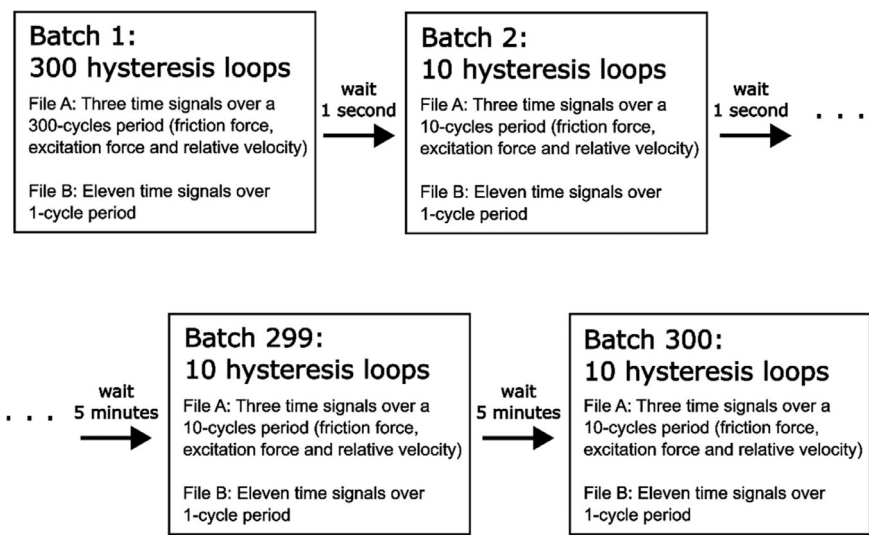 Batch 1:
300 hysteresis loops
File A: Three time signals over a
300-cycles period (friction force,
excitation force and relative velocity)
File B: Eleven time signals over
1-cycle period
wait
1 second
Batch 2:
10 hysteresis loops
File A: Three time signals over a
10-cycles period (friction force,
excitation force and relative velocity)
File B: Eleven time signals over
1-cycle period
wait
1 second
. . .
. . .
wait
5 minutes
Batch 299:
10 hysteresis loops
File A: Three time signals over a
10-cycles period (friction force,
excitation force and relative velocity)
File B: Eleven time signals over
1-cycle period
wait
5 minutes
Batch 300:
10 hysteresis loops
File A: Three time signals over a
10-cycles period (friction force,
excitation force and relative velocity)
File B: Eleven time signals over
1-cycle period